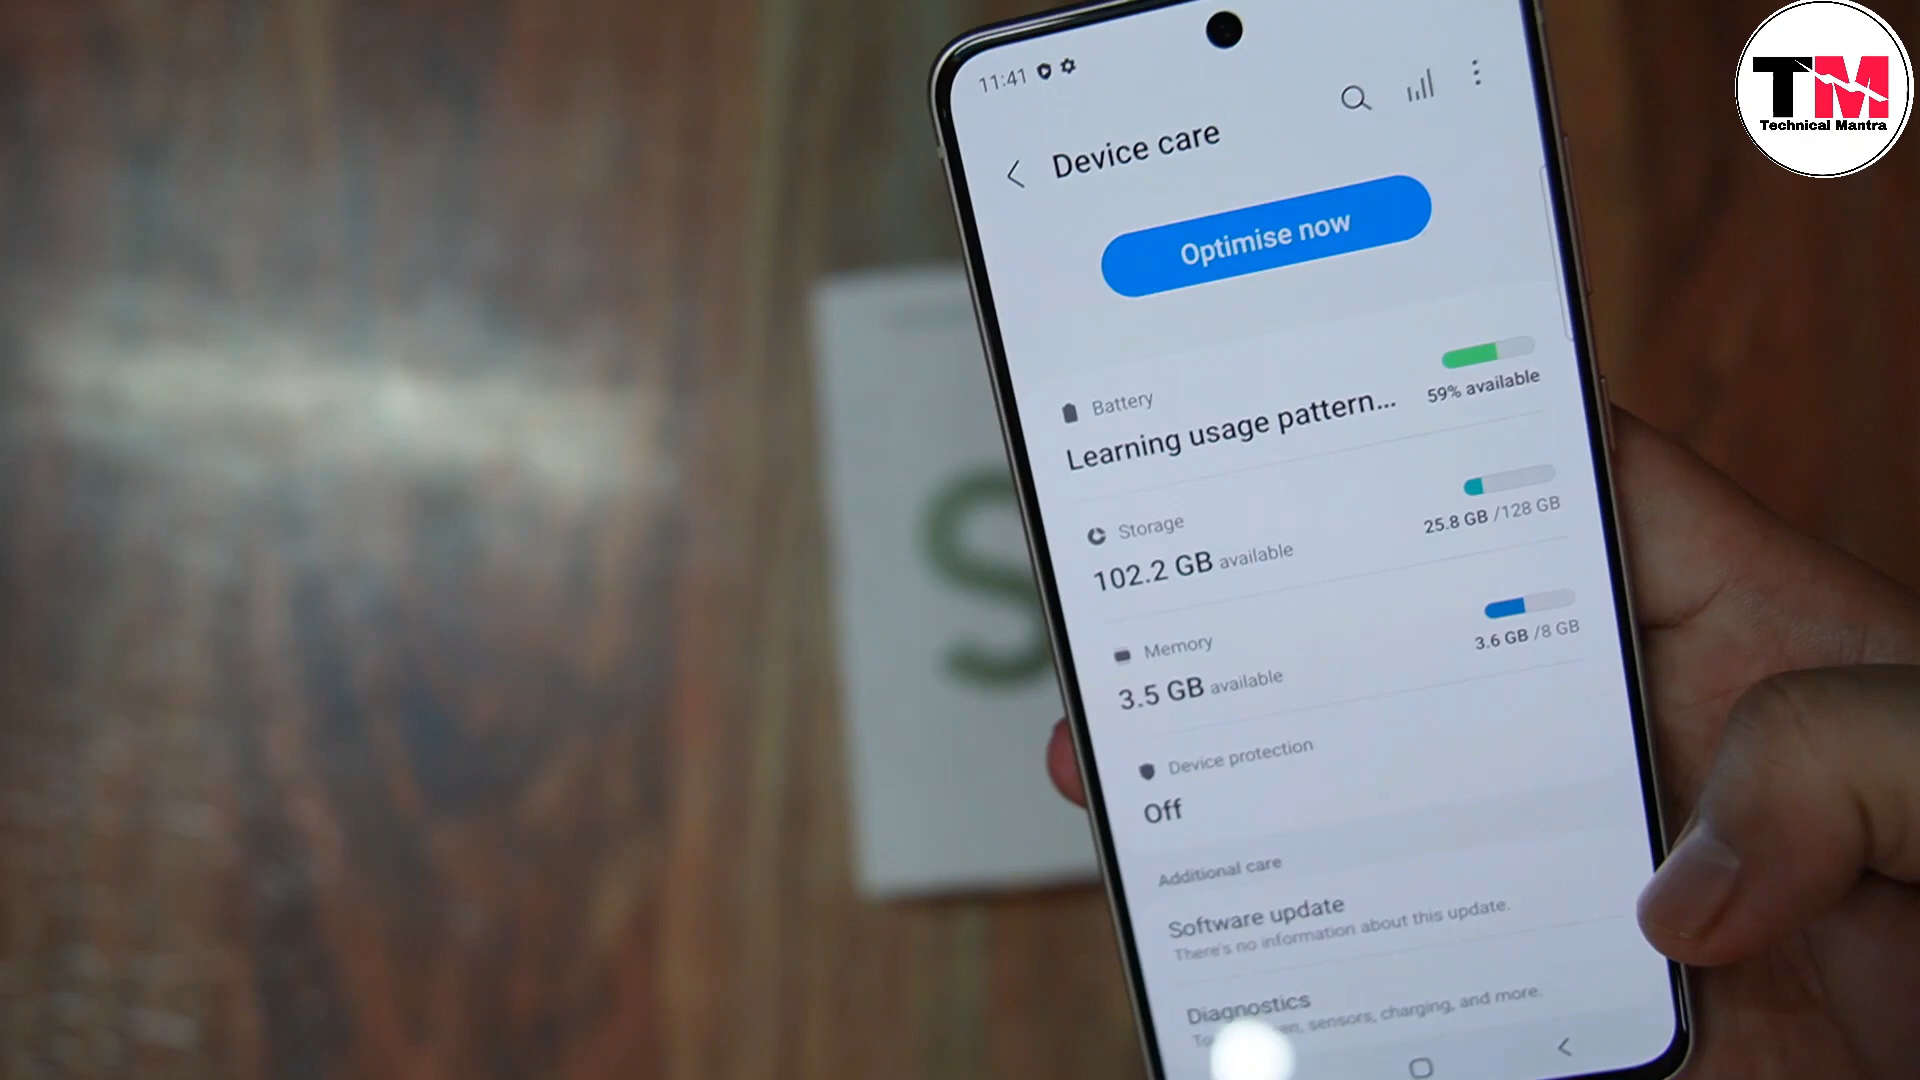 TM
Technical Mantra
11:41
Device care
Optimise now
Battery
Learning usage pattern...
59% available
Storage
102.2 GB available
25.8 GB /128 GB
Memory
3.5 GB available
3.6 GB /8 GB
Device protection
Off
Additional care
Software update
There's no information about this update.
Diagnostics
sensors, charging, and more.
S